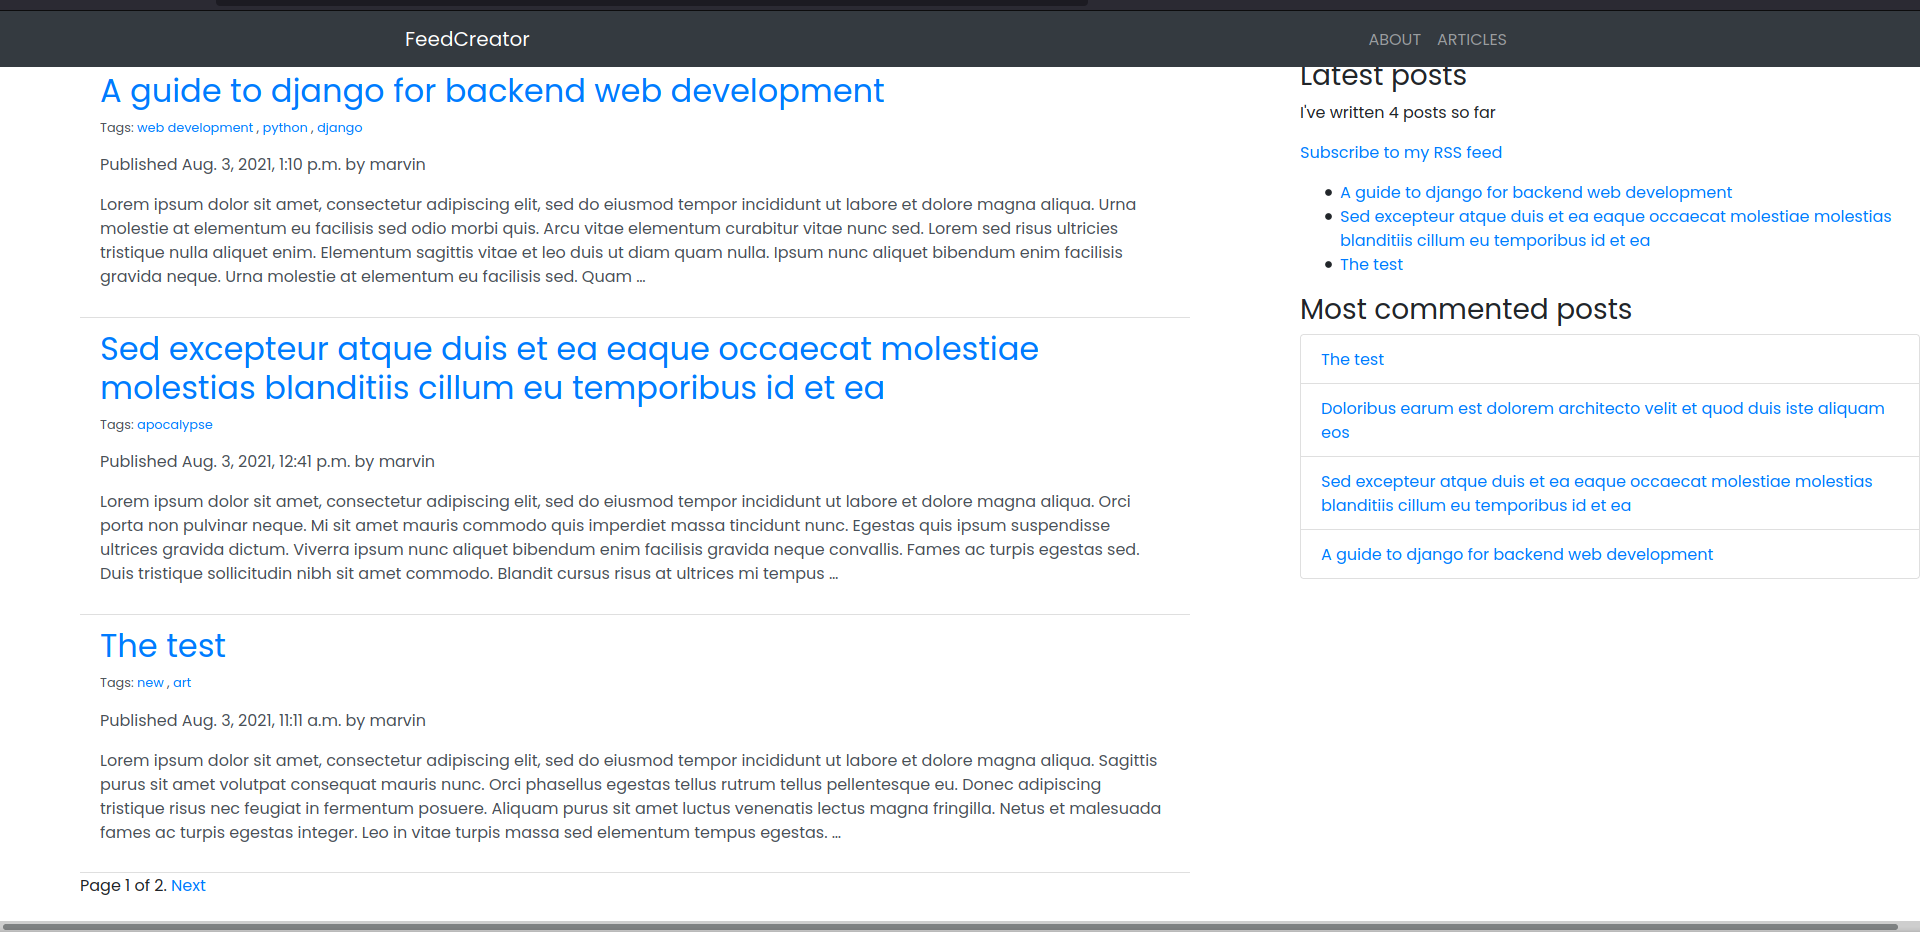 FeedCreator
ABOUT ARTICLES
A guide to django for backend web development
Tags: web development , python , django
Published Aug. 3, 2021, 1:10 p.m. by marvin
Lorem ipsum dolor sit amet, consectetur adipiscing elit, sed do eiusmod tempor incididunt ut labore et dolore magna aliqua. Urna
molestie at elementum eu facilisis sed odio morbi quis. Arcu vitae elementum curabitur vitae nunc sed. Lorem sed risus ultricies
tristique nulla aliquet enim. Elementum sagittis vitae et leo duis ut diam quam nulla. Ipsum nunc aliquet bibendum enim facilisis
gravida neque. Urna molestie at elementum eu facilisis sed. Quam …
Sed excepteur atque duis et ea eaque occaecat molestiae
molestias blanditiis cillum eu temporibus id et ea
Tags: apocalypse
Published Aug. 3, 2021, 12:41 p.m. by marvin
Lorem ipsum dolor sit amet, consectetur adipiscing elit, sed do eiusmod tempor incididunt ut labore et dolore magna aliqua. Orci
porta non pulvinar neque. Mi sit amet mauris commodo quis imperdiet massa tincidunt nunc. Egestas quis ipsum suspendisse
ultrices gravida dictum. Viverra ipsum nunc aliquet bibendum enim facilisis gravida neque convallis. Fames ac turpis egestas sed.
Duis tristique sollicitudin nibh sit amet commodo. Blandit cursus risus at ultrices mi tempus …
The test
Tags: new , art
Published Aug. 3, 2021, 11:11 a.m. by marvin
Lorem ipsum dolor sit amet, consectetur adipiscing elit, sed do eiusmod tempor incididunt ut labore et dolore magna aliqua. Sagittis
purus sit amet volutpat consequat mauris nunc. Orci phasellus egestas tellus rutrum tellus pellentesque eu. Donec adipiscing
tristique risus nec feugiat in fermentum posuere. Aliquam purus sit amet luctus venenatis lectus magna fringilla. Netus et malesuada
fames ac turpis egestas integer. Leo in vitae turpis massa sed elementum tempus egestas. …
Page 1 of 2. Next
Latest posts
I've written 4 posts so far
Subscribe to my RSS feed
A guide to django for backend web development
Sed excepteur atque duis et ea eaque occaecat molestiae molestias
blanditiis cillum eu temporibus id et ea
The test
Most commented posts
The test
Doloribus earum est dolorem architecto velit et quod duis iste aliquam
eos
Sed excepteur atque duis et ea eaque occaecat molestiae molestias
blanditiis cillum eu temporibus id et ea
A guide to django for backend web development